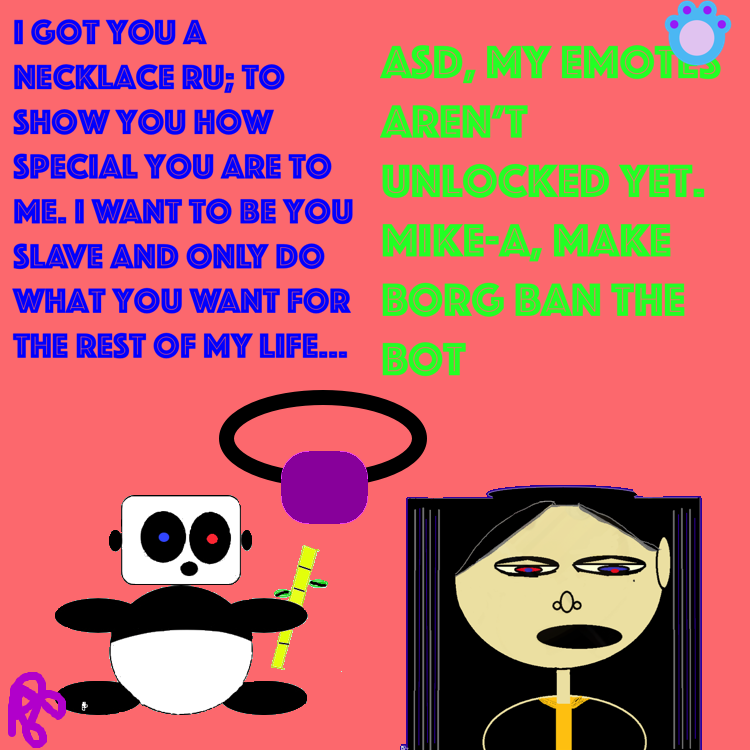 I GOT YOU A
NECKLACE RU; TO
SHOW YOU HOW
SPECIAL YOU ARE TO
ME. I WANT TO BE YOU
SLAVE AND ONLY DO
WHAT YOU WANT FOR
THE REST OF MY LIFE...
ASD, MY EMOTES
AREN'T
UNLOCKED YET.
MIKE-A, MAKE
BORG BAN THE
BOT